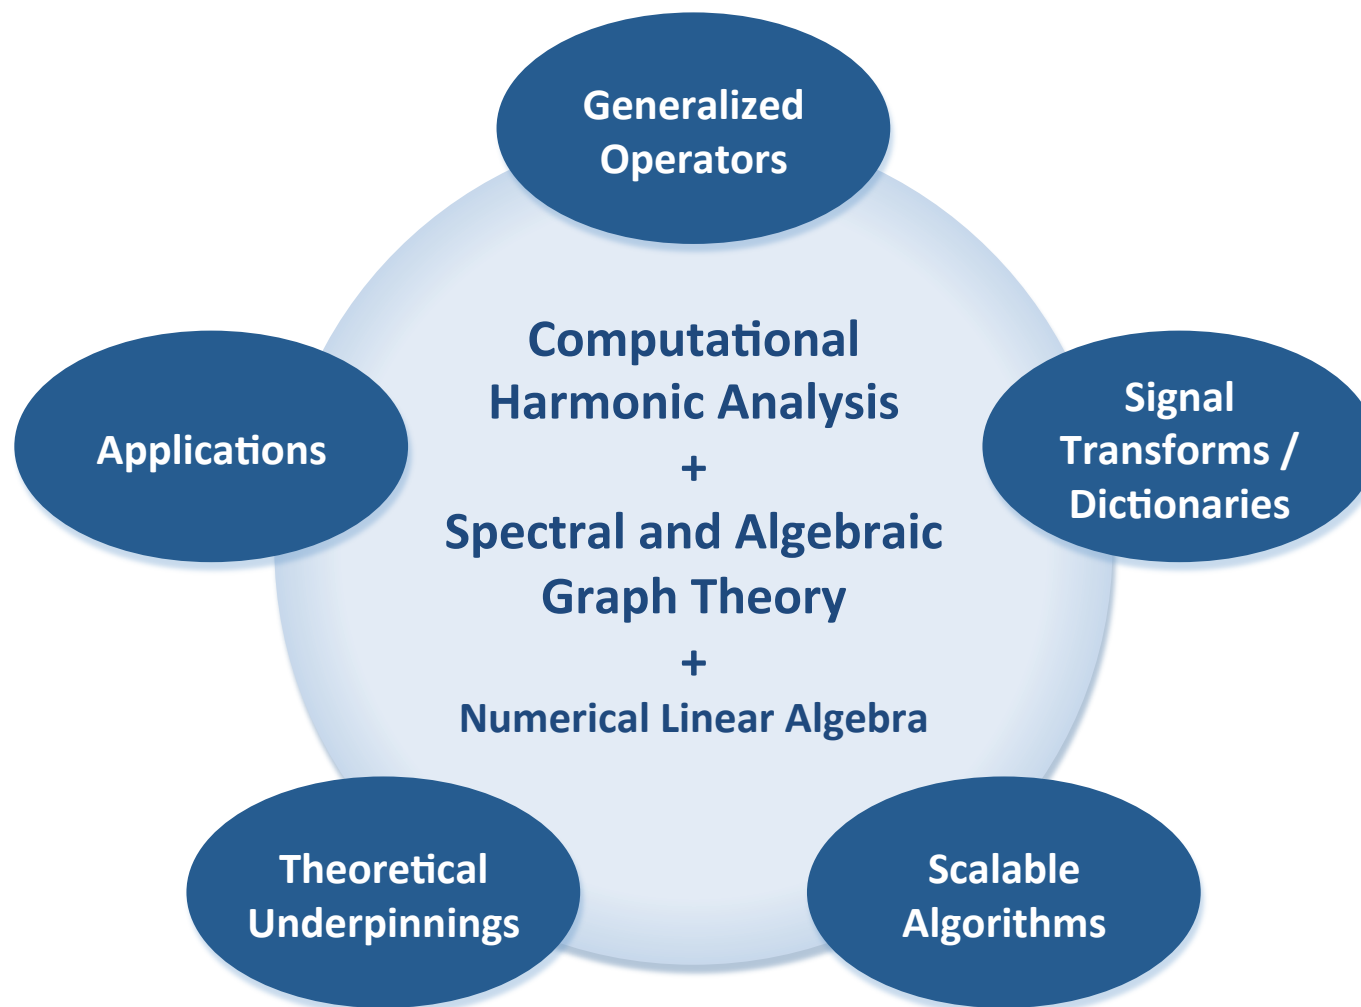 Generalized
Operators
Computational
Harmonic Analysis
+
Spectral and Algebraic
Graph Theory
+
Numerical Linear Algebra
Applications
Signal
Transforms /
Dictionaries
Theoretical
Underpinnings
Scalable
Algorithms